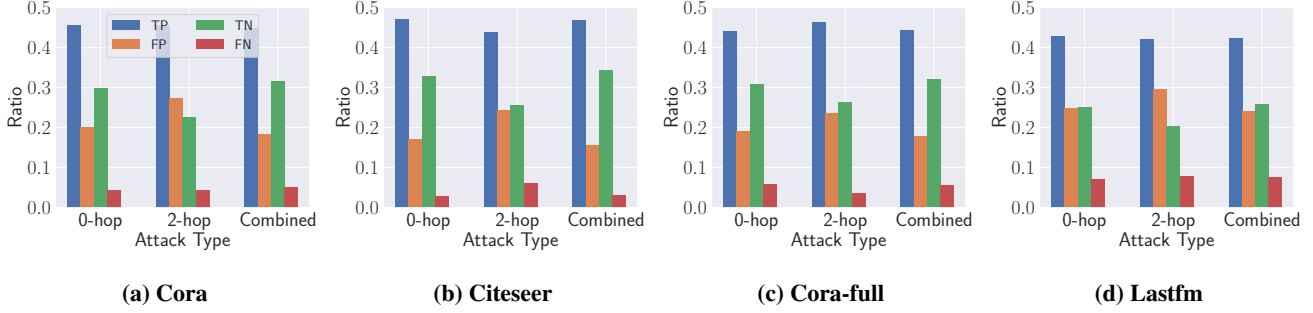 0.5
0.4
0.3
0.2
0.1
0.0
Ratio
TP
FP
TN
FN
0-hop 2-hop Combined
Attack Type
(a) Cora
0.5
0.4
0.3
0.2
0.1
0.0
Ratio
0-hop 2-hop Combined
Attack Type
(b) Citeseer
0.5
0.4
0.3
0.2
0.1
0.0
Ratio
0-hop 2-hop Combined
Attack Type
(c) Cora-full
0.5
0.4
0.3
0.2
0.1
0.0
Ratio
0-hop 2-hop Combined
Attack Type
(d) Lastfm